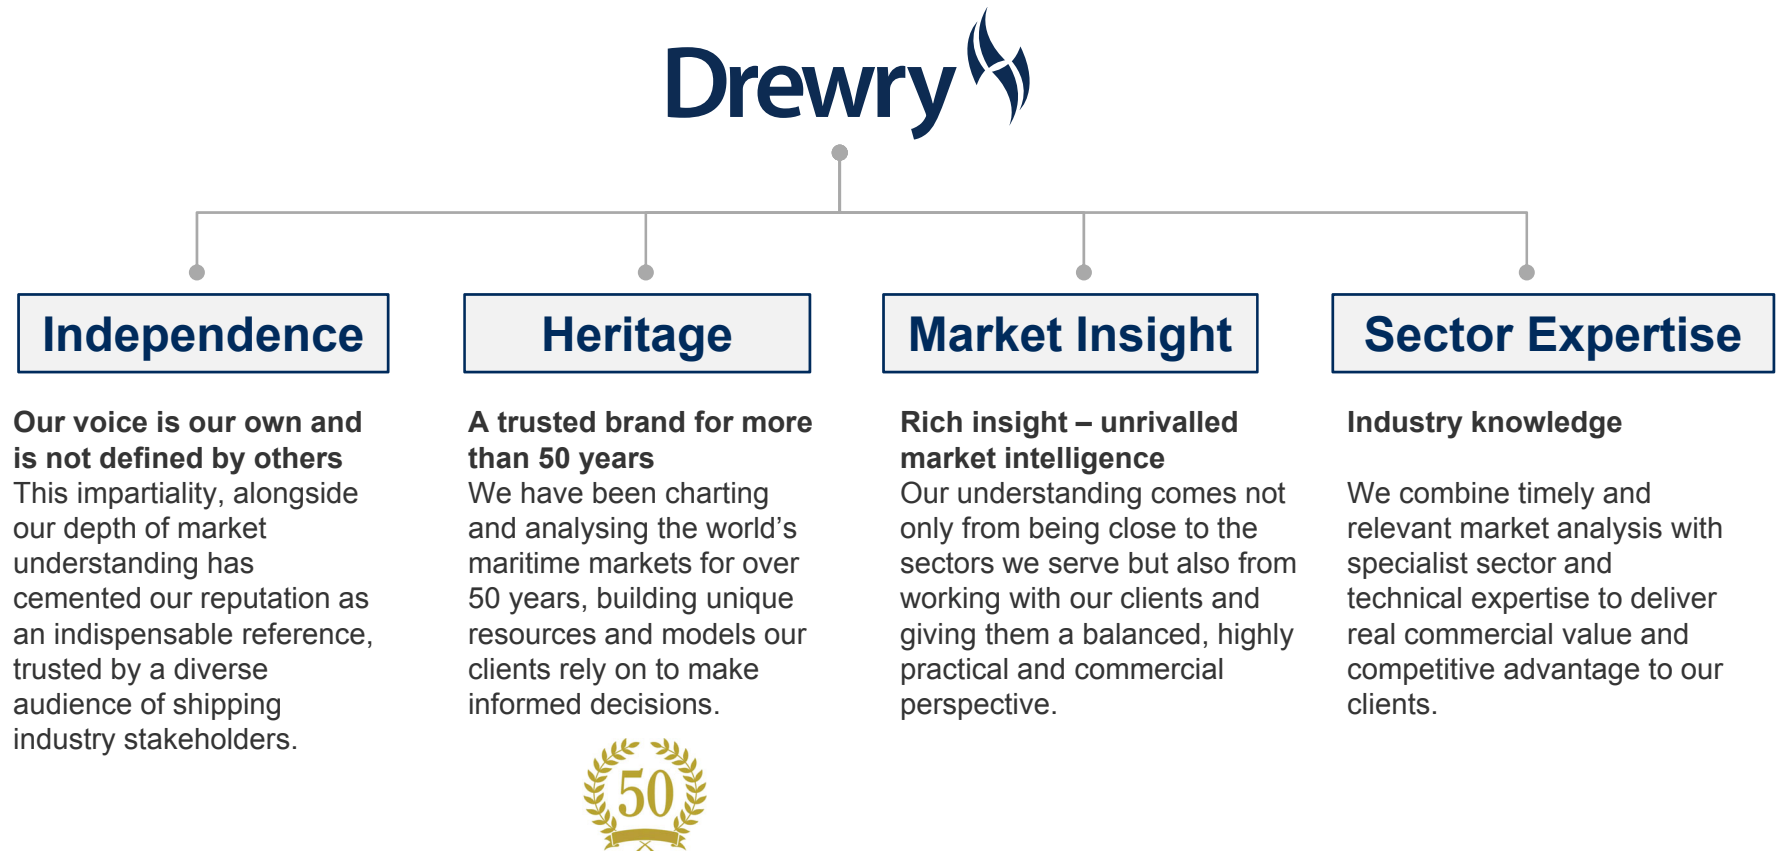 Drewry
Independence
Our voice is our own and
is not defined by others
This impartiality, alongside
our depth of market
understanding has
cemented our reputation as
an indispensable reference,
trusted by a diverse
audience of shipping
industry stakeholders.
Heritage
A trusted brand for more
than 50 years
We have been charting
and analysing the world’s
maritime markets for over
50 years, building unique
resources and models our
clients rely on to make
informed decisions.
50
Market Insight
Rich insight – unrivalled
market intelligence
Our understanding comes not
only from being close to the
sectors we serve but also from
working with our clients and
giving them a balanced, highly
practical and commercial
perspective.
Sector Expertise
Industry knowledge
We combine timely and
relevant market analysis with
specialist sector and
technical expertise to deliver
real commercial value and
competitive advantage to our
clients.